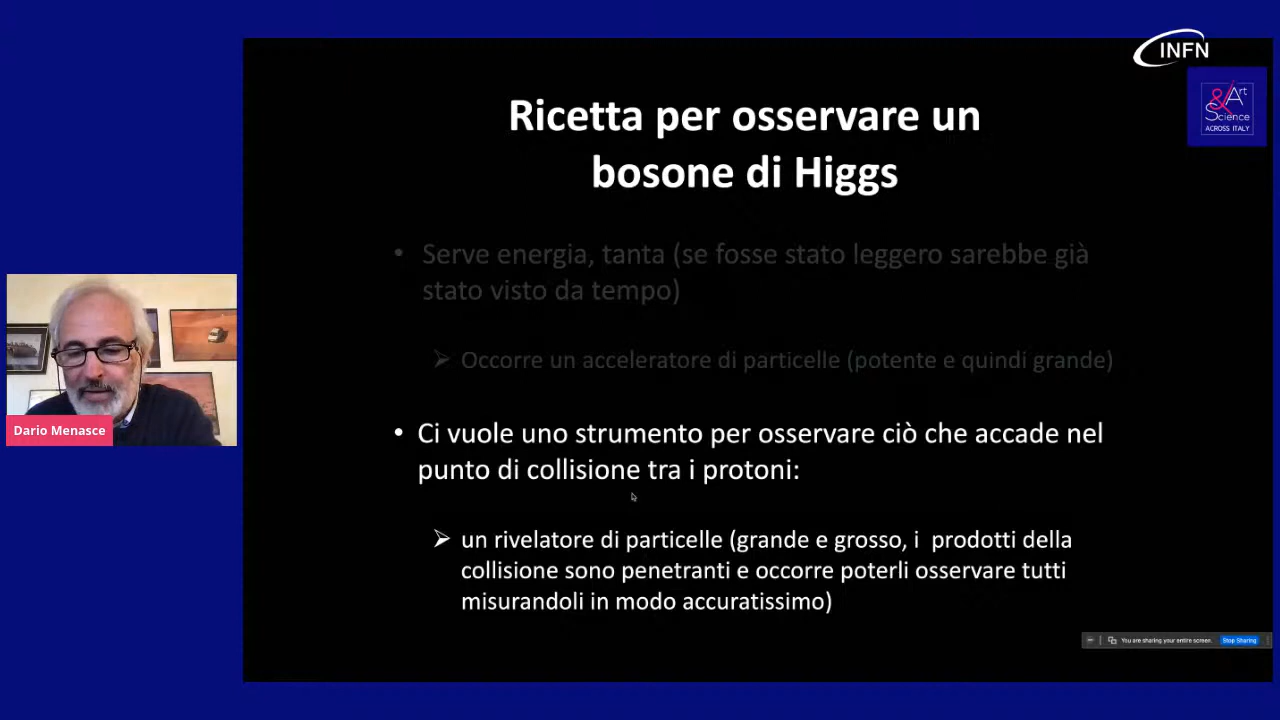 INFN
&Art
Science
ACROSS ITALY
Ricetta per osservare un
bosone di Higgs
• Serve energia, tanta (se fosse stato leggero sarebbe già
stato visto da tempo)
➢ Occorre un acceleratore di particelle (potente e quindi grande)
• Ci vuole uno strumento per osservare ciò che accade nel
punto di collisione tra i protoni:
➢ un rivelatore di particelle (grande e grosso, i prodotti della
collisione sono penetranti e occorre poterli osservare tutti
misurandoli in modo accuratissimo)
Dario Menasce
You are sharing your entire screen. Stop Sharing